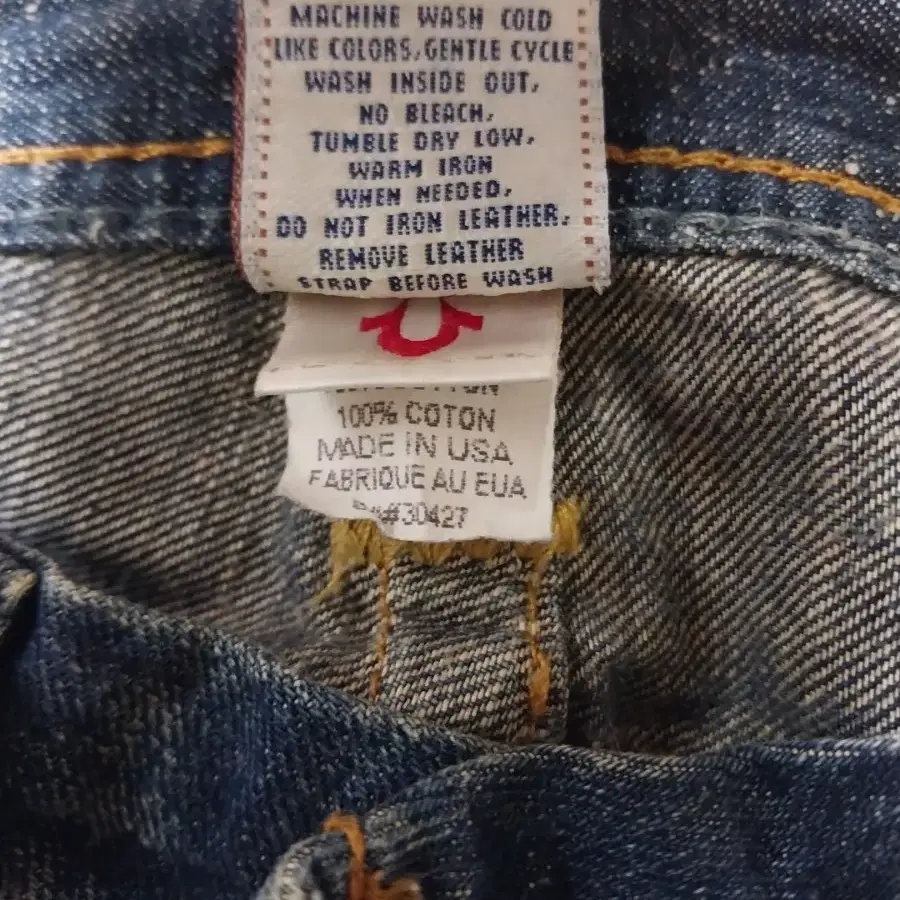 MACHINE WASH COLD
LIKE COLORS, GENTLE CYCLE
WASH INSIDE OUT,
NO BLEACH,
TUMBLE DRY LOW,
WARM IRON
WHEN NEEDED,
DO NOT IRON LEATHER,
REMOVE LEATHER
STRAP BEFORE WASH
100% COTON
MADE IN USA
FABRIQUE AU EUA
#30427